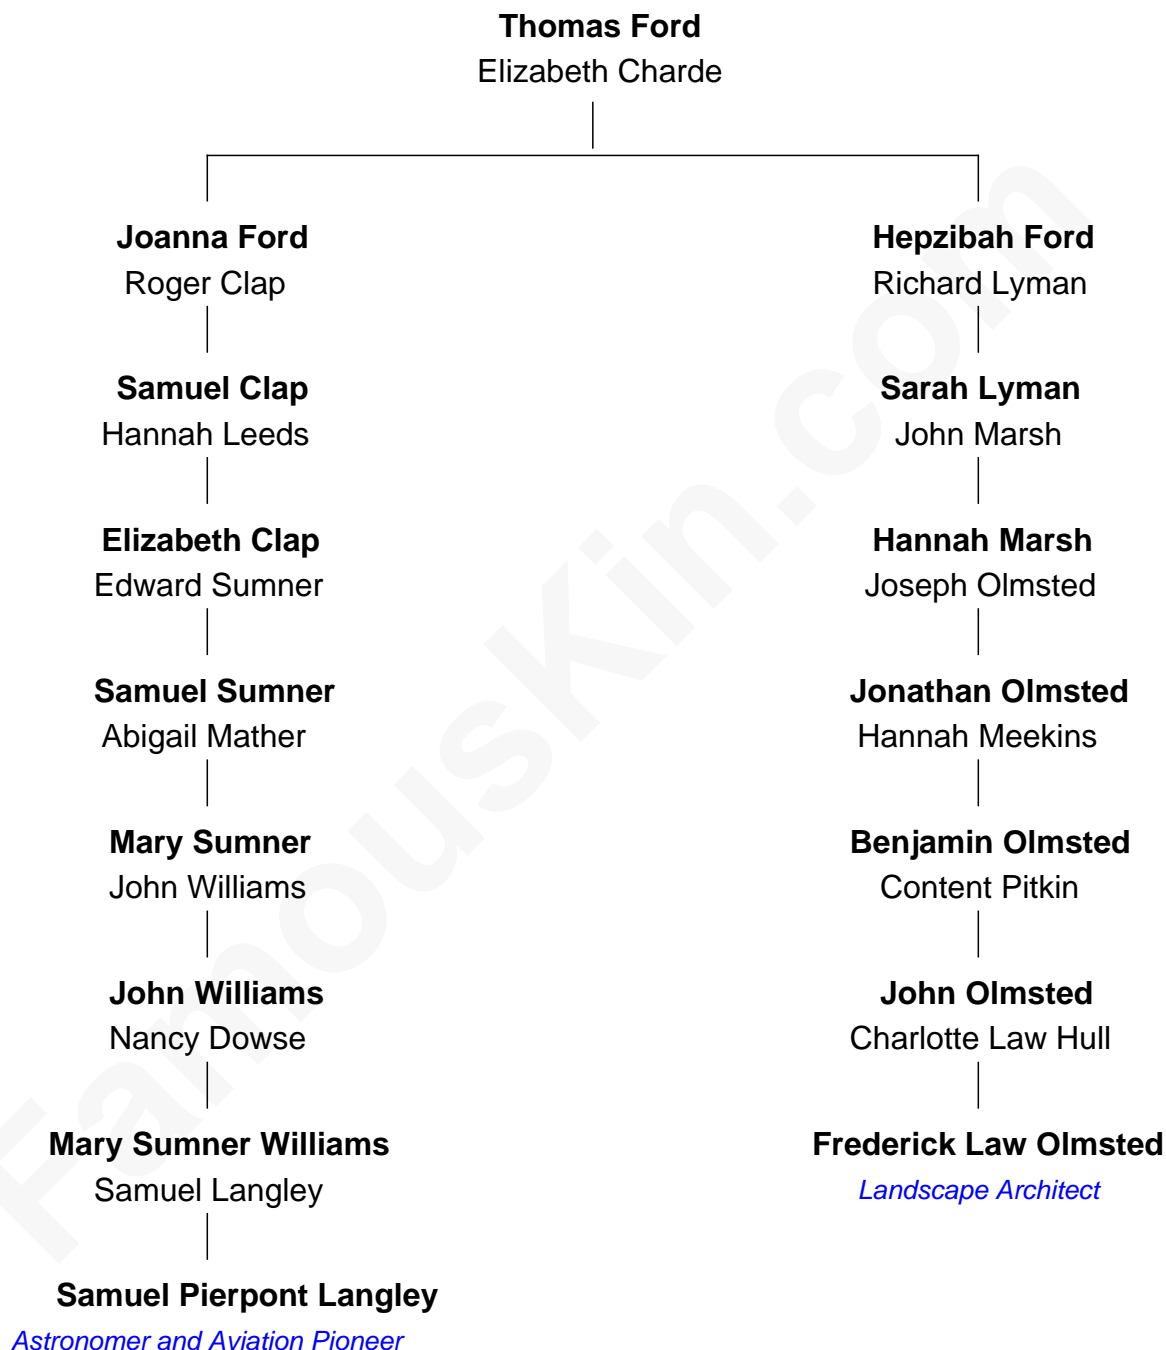 Thomas Ford
Elizabeth Charde
Joanna Ford
Roger Clap
Samuel Clap
Hannah Leeds
Elizabeth Clap
Edward Sumner
Samuel Sumner
Abigail Mather
Mary Sumner
John Williams
John Williams
Nancy Dowse
Mary Sumner Williams
Samuel Langley
Samuel Pierpont Langley
Astronomer and Aviation Pioneer
Hepzibah Ford
Richard Lyman
Sarah Lyman
John Marsh
Hannah Marsh
Joseph Olmsted
Jonathan Olmsted
Hannah Meekins
Benjamin Olmsted
Content Pitkin
John Olmsted
Charlotte Law Hull
Frederick Law Olmsted
Landscape Architect
FamousKin.com